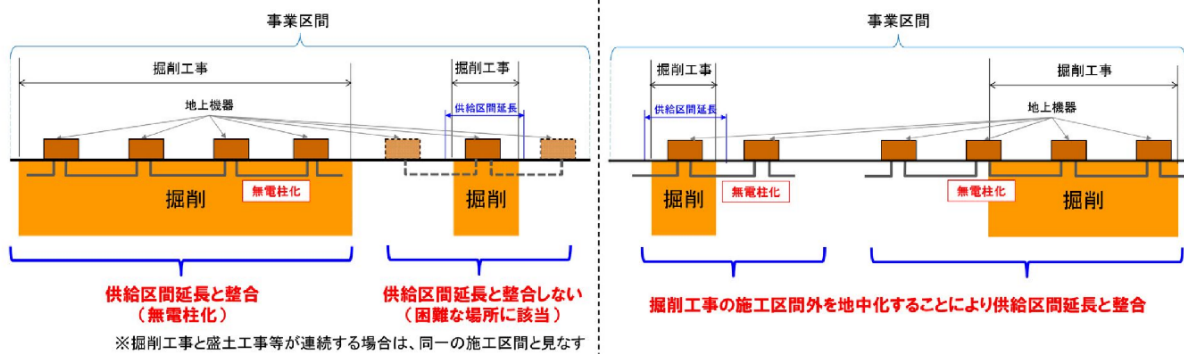 事業区間
掘削工事
掘削工事
供給区間延長
地上機器
無電柱化
掘削
掘削
供給区間延長と整合
（無電柱化）
供給区間延長と整合しない
（困難な場所に該当）
※掘削工事と盛土工事等が連続する場合は、同一の施工区間と見なす
事業区間
掘削工事
掘削工事
供給区間延長
地上機器
無電柱化
無電柱化
掘削
掘削
掘削工事の施工区間外を地中化することにより供給区間延長と整合